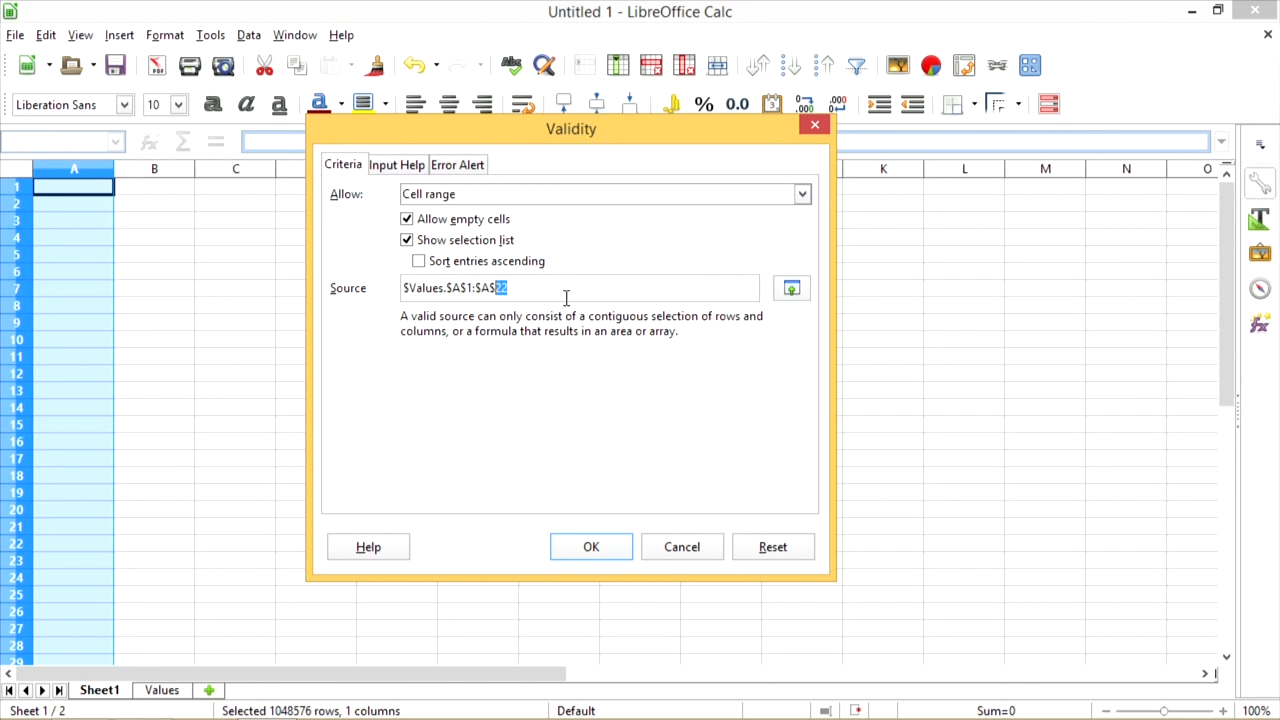 Untitled 1 - LibreOffice Calc
File Edit View Insert Format Tools Data Window Help
Liberation Sans 10
Validity
Criteria Input Help Error Alert
Allow: Cell range
Allow empty cells
Show selection list
Sort entries ascending
Source $Values.$A$1:$A$22
A valid source can only consist of a contiguous selection of rows and
columns, or a formula that results in an area or array.
Help OK Cancel Reset
A B C K L M N O
1
2
3
4
5
6
7
8
9
10
11
12
13
14
15
16
17
18
19
20
21
22
23
24
25
26
27
28
29
Sheet1 Values
Sheet 1 / 2 Selected 1048576 rows, 1 columns Default Sum=0 100%